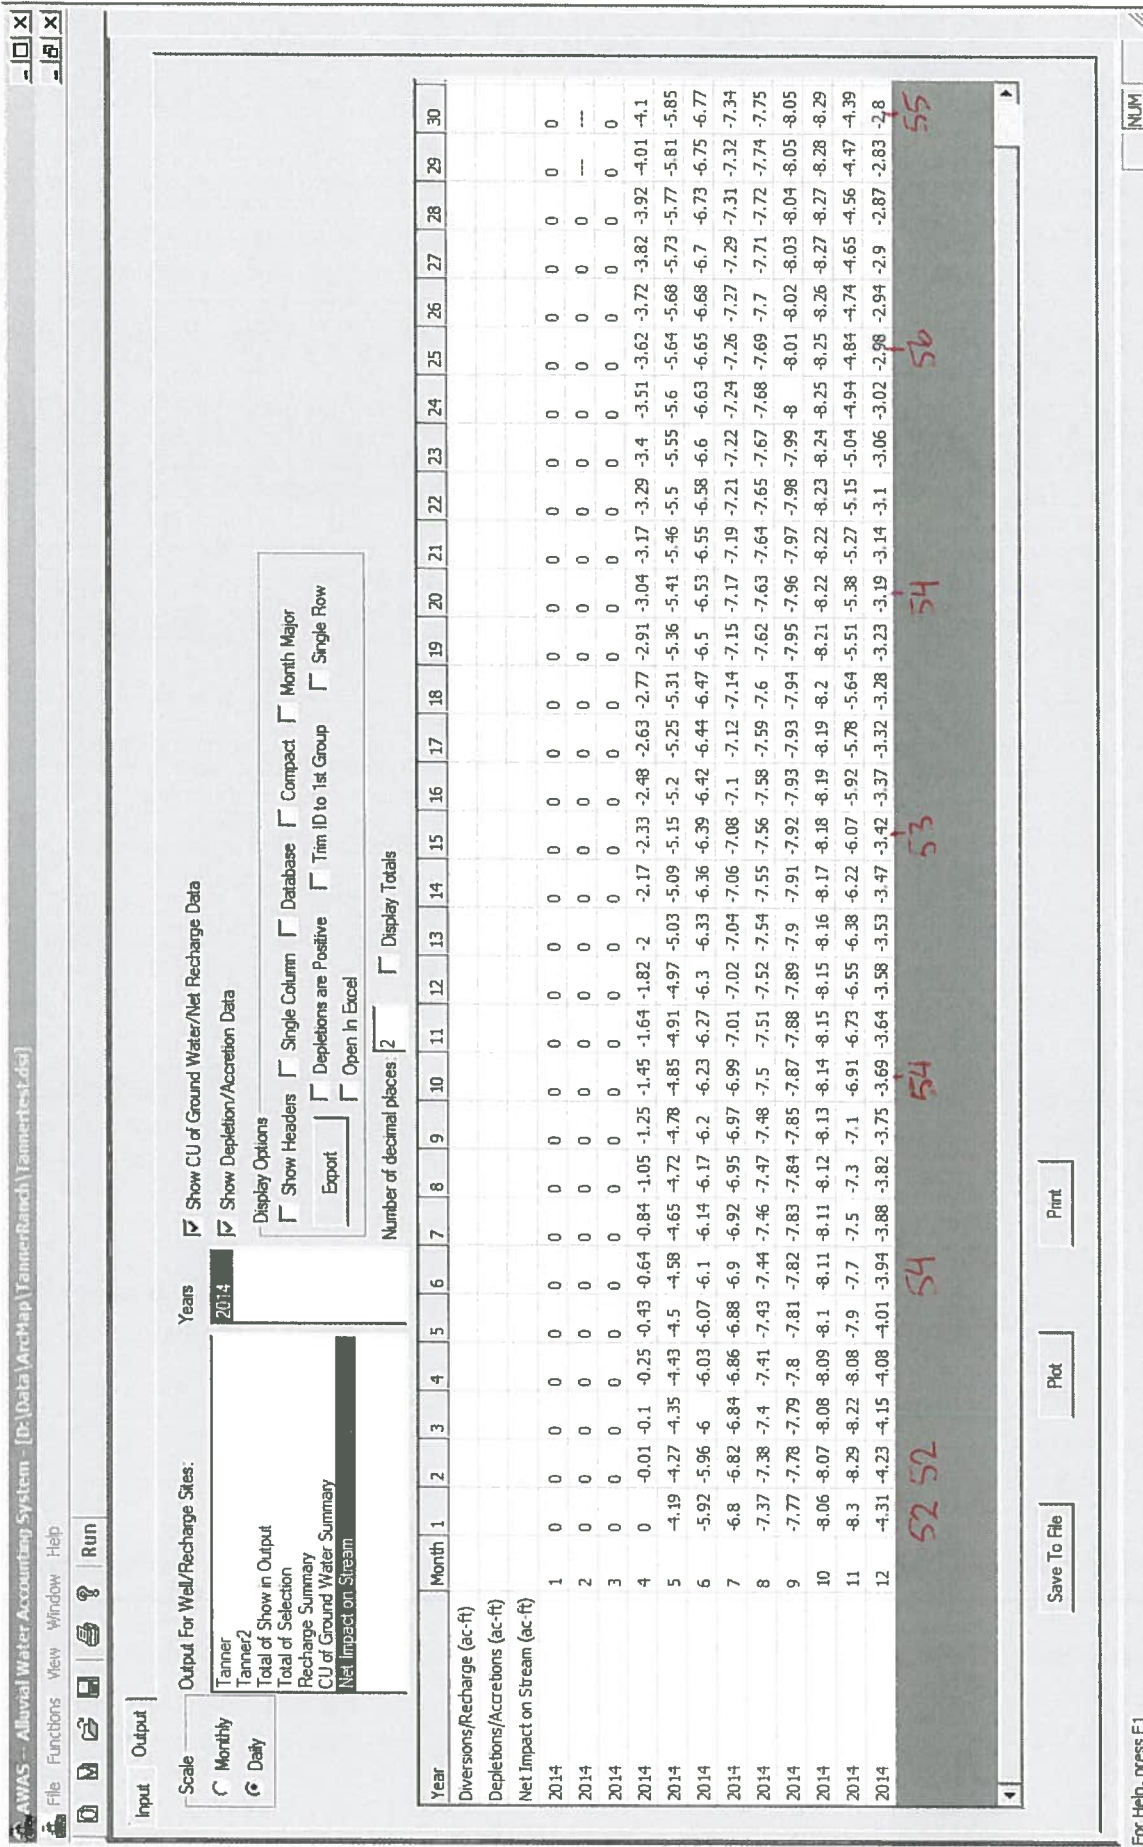 AWAS -- Alluvial Water Accounting System - [D:\Data\ArcMap\TannerRanch\Tannertest.dsi]
File Functions View Window Help
Run
Input Output
Scale
Monthly
Daily
Output For Well/Recharge Sites:
Tanner
Tanner2
Total of Show in Output
Total of Selection
Recharge Summary
CU of Ground Water Summary
Net Impact on Stream
Years
2014
Show CU of Ground Water/Net Recharge Data
Show Depletion/Accretion Data
Display Options
Show Headers Single Column Database Compact Month Major
Export Depletions are Positive Trim ID to 1st Group Single Row
Open In Excel
Number of decimal places: 2 Display Totals
Year Month 1 2 3 4 5 6 7 8 9 10 11 12 13 14 15 16 17 18 19 20 21 22 23 24 25 26 27 28 29 30
Diversions/Recharge (ac-ft)
Depletions/Accretions (ac-ft)
Net Impact on Stream (ac-ft)
2014 1 0 0 0 0 0 0 0 0 0 0 0 0 0 0 0 0 0 0 0 0 0 0 0 0 0 0 0 0 0 0
2014 2 0 0 0 0 0 0 0 0 0 0 0 0 0 0 0 0 0 0 0 0 0 0 0 0 0 0 0 0 --- ---
2014 3 0 0 0 0 0 0 0 0 0 0 0 0 0 0 0 0 0 0 0 0 0 0 0 0 0 0 0 0 0 0
2014 4 0 -0.01 -0.1 -0.25 -0.43 -0.64 -0.84 -1.05 -1.25 -1.45 -1.64 -1.82 -2 -2.17 -2.33 -2.48 -2.63 -2.77 -2.91 -3.04 -3.17 -3.29 -3.4 -3.51 -3.62 -3.72 -3.82 -3.92 -4.01 -4.1
2014 5 -4.19 -4.27 -4.35 -4.43 -4.5 -4.58 -4.65 -4.72 -4.78 -4.85 -4.91 -4.97 -5.03 -5.09 -5.15 -5.2 -5.25 -5.31 -5.36 -5.41 -5.46 -5.5 -5.55 -5.6 -5.64 -5.68 -5.73 -5.77 -5.81 -5.85
2014 6 -5.92 -5.96 -6 -6.03 -6.07 -6.1 -6.14 -6.17 -6.2 -6.23 -6.27 -6.3 -6.33 -6.36 -6.39 -6.42 -6.44 -6.47 -6.5 -6.53 -6.55 -6.58 -6.6 -6.63 -6.65 -6.68 -6.7 -6.73 -6.75 -6.77
2014 7 -6.8 -6.82 -6.84 -6.86 -6.88 -6.9 -6.92 -6.95 -6.97 -6.99 -7.01 -7.02 -7.04 -7.06 -7.08 -7.1 -7.12 -7.14 -7.15 -7.17 -7.19 -7.21 -7.22 -7.24 -7.26 -7.27 -7.29 -7.31 -7.32 -7.34
2014 8 -7.37 -7.38 -7.4 -7.41 -7.43 -7.44 -7.46 -7.47 -7.48 -7.5 -7.51 -7.52 -7.54 -7.55 -7.56 -7.58 -7.59 -7.6 -7.62 -7.63 -7.64 -7.65 -7.67 -7.68 -7.69 -7.7 -7.71 -7.72 -7.74 -7.75
2014 9 -7.77 -7.78 -7.79 -7.8 -7.81 -7.82 -7.83 -7.84 -7.85 -7.87 -7.88 -7.89 -7.9 -7.91 -7.92 -7.93 -7.93 -7.94 -7.95 -7.96 -7.97 -7.98 -7.99 -8 -8.01 -8.02 -8.03 -8.04 -8.05 -8.05
2014 10 -8.06 -8.07 -8.08 -8.09 -8.1 -8.11 -8.11 -8.12 -8.13 -8.14 -8.15 -8.15 -8.16 -8.17 -8.18 -8.19 -8.19 -8.2 -8.21 -8.22 -8.22 -8.23 -8.24 -8.25 -8.25 -8.26 -8.27 -8.27 -8.28 -8.29
2014 11 -8.3 -8.29 -8.22 -8.08 -7.9 -7.7 -7.5 -7.3 -7.1 -6.91 -6.73 -6.55 -6.38 -6.22 -6.07 -5.92 -5.78 -5.64 -5.51 -5.38 -5.27 -5.15 -5.04 -4.94 -4.84 -4.74 -4.65 -4.56 -4.47 -4.39
2014 12 -4.31 -4.23 -4.15 -4.08 -4.01 -3.94 -3.88 -3.82 -3.75 -3.69 -3.64 -3.58 -3.53 -3.47 -3.42 -3.37 -3.32 -3.28 -3.23 -3.19 -3.14 -3.1 -3.06 -3.02 -2.98 -2.94 -2.9 -2.87 -2.83 -2.8
52 52 54 54 53 54 56 55
Save To File Plot Print
For Help, press F1
NUM